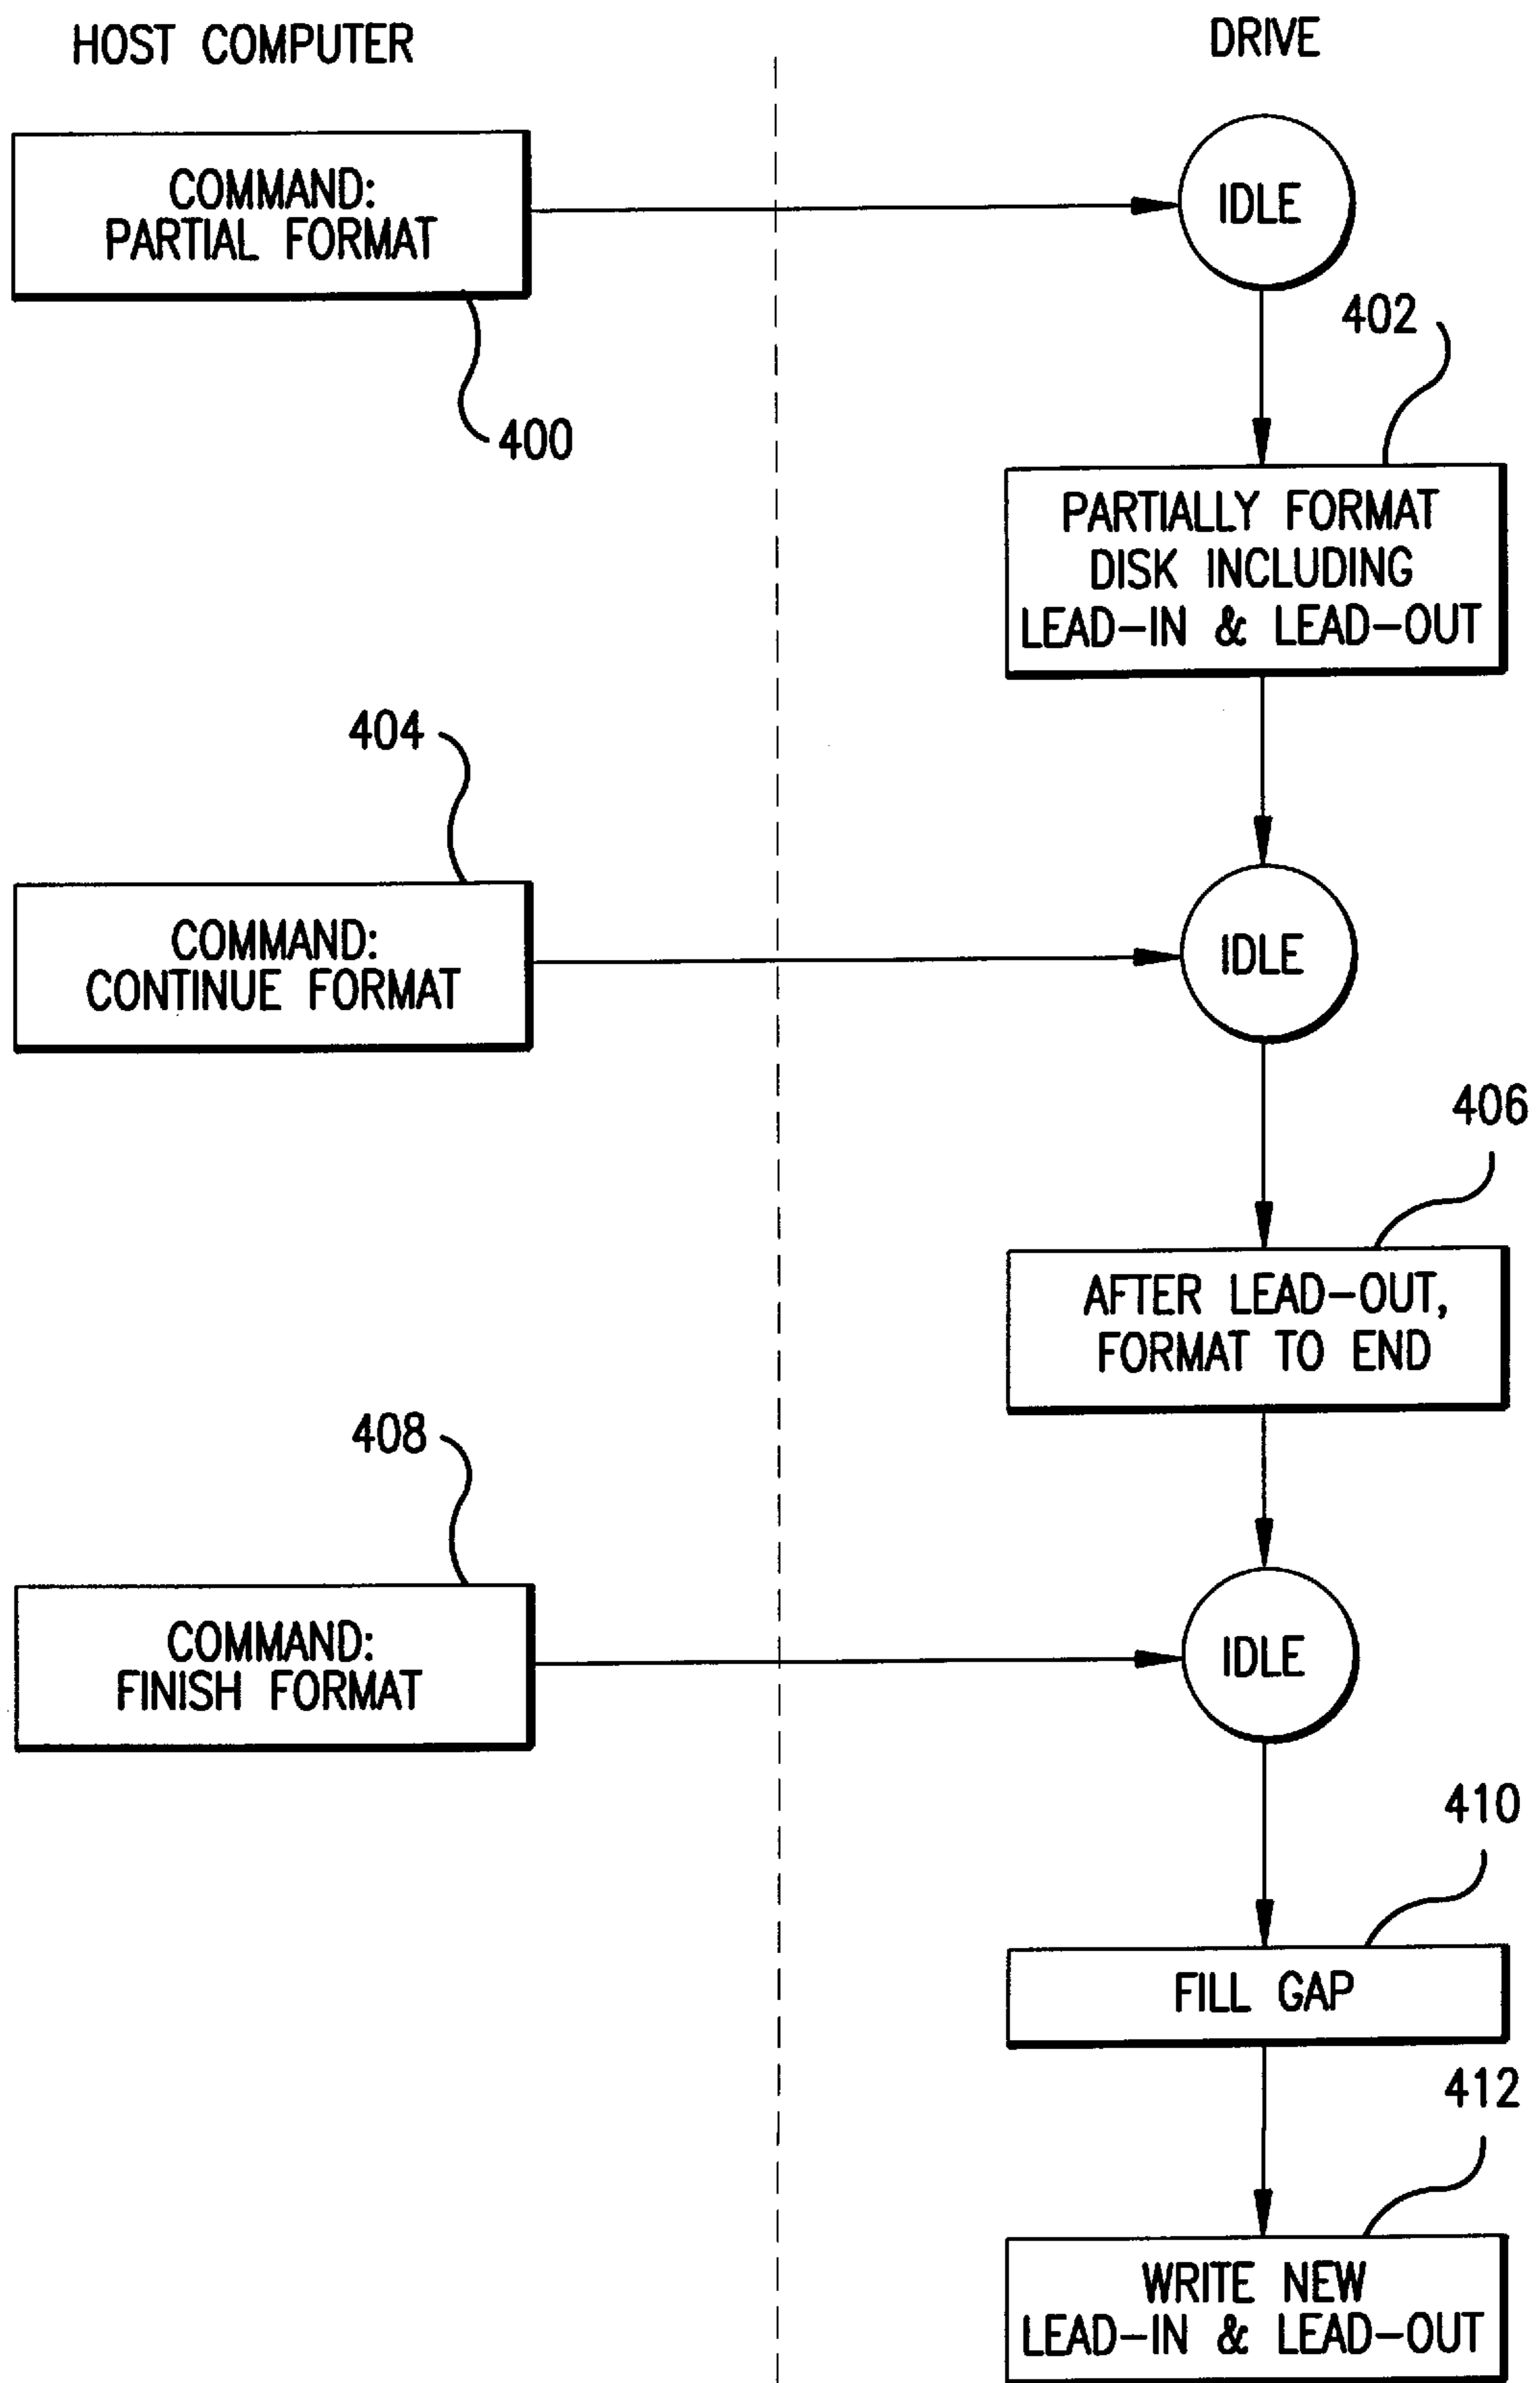 HOST COMPUTER
DRIVE
COMMAND:
PARTIAL FORMAT
IDLE
402
400
PARTIALLY FORMAT
DISK INCLUDING
LEAD-IN & LEAD-OUT
404
COMMAND:
CONTINUE FORMAT
IDLE
406
AFTER LEAD-OUT,
FORMAT TO END
408
COMMAND:
FINISH FORMAT
IDLE
410
FILL GAP
412
WRITE NEW
LEAD-IN & LEAD-OUT